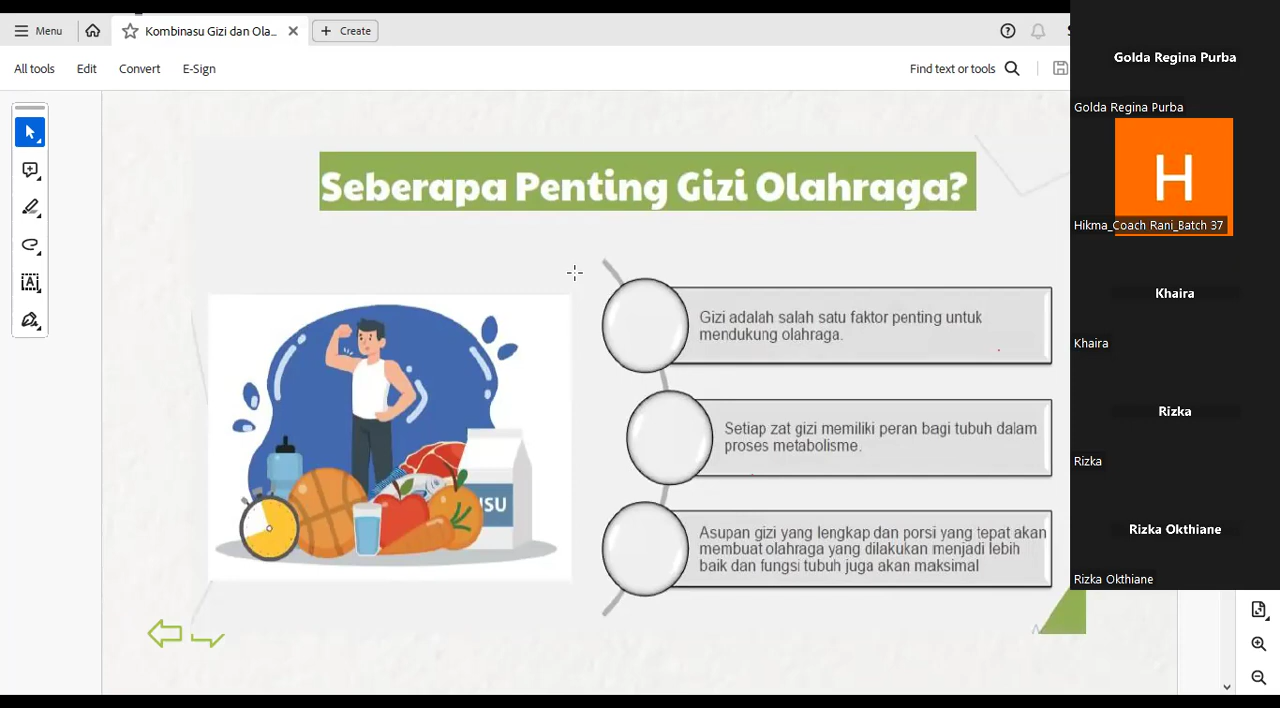 Menu
Kombinasu Gizi dan Ola...
Create
All tools
Edit
Convert
E-Sign
Find text or tools
Seberapa Penting Gizi Olahraga?
Gizi adalah salah satu faktor penting untuk
mendukung olahraga.
Setiap zat gizi memiliki peran bagi tubuh dalam
proses metabolisme.
Asupan gizi yang lengkap dan porsi yang tepat akan
membuat olahraga yang dilakukan menjadi lebih
baik dan fungsi tubuh juga akan maksimal
Golda Regina Purba
Golda Regina Purba
H
Hikma_Coach Rani_Batch 37
Khaira
Khaira
Rizka
Rizka
Rizka Okthiane
Rizka Okthiane